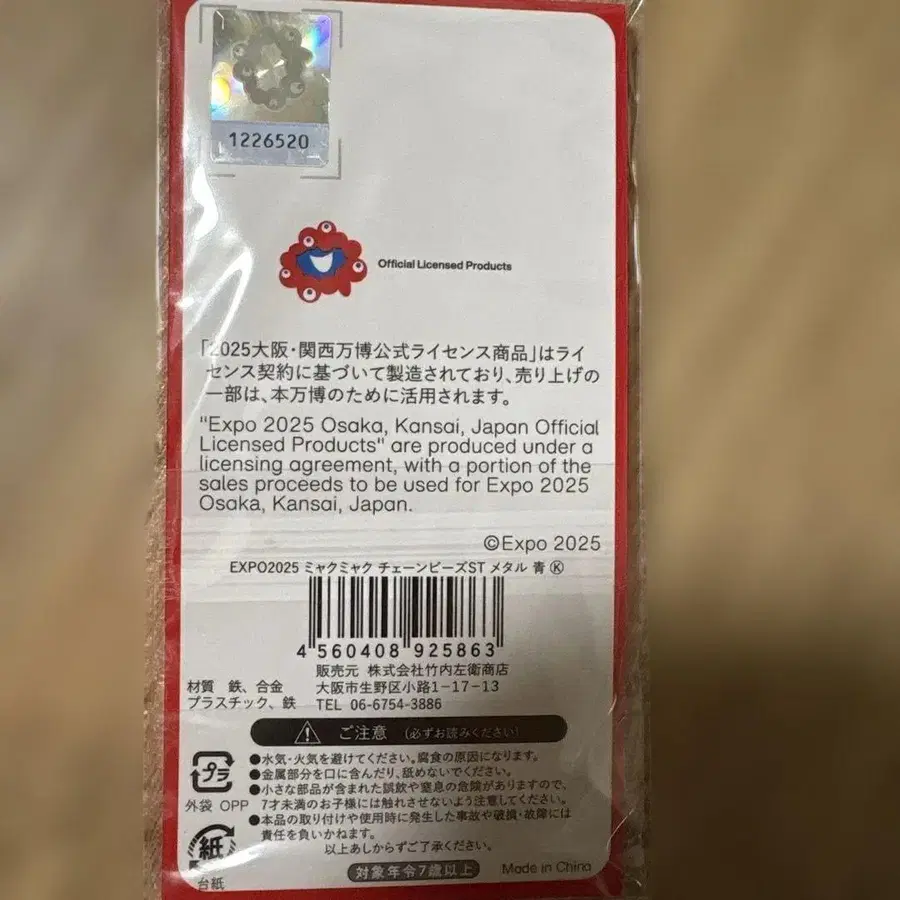 1226520
Official Licensed Products
「2025大阪・関西万博公式ライセンス商品」はライ
センス契約に基づいて製造されており、売り上げの
一部は、本万博のために活用されます。
"Expo 2025 Osaka, Kansai, Japan Official
Licensed Products" are produced under a
licensing agreement, with a portion of the
sales proceeds to be used for Expo 2025
Osaka, Kansai, Japan.
©Expo 2025
EXPO2025 ミャクミャク チェーンビーズST メタル 青 Ⓚ
4 560408 925863
販売元 株式会社竹内左衛商店
大阪市生野区小路1-17-13
TEL 06-6754-3886
材質 鉄、合金
プラスチック、鉄
ご注意 (必ずお読みください)
●水気・火気を避けてください。腐食の原因になります。
●金属部分を口に含んだり、舐めないでください。
●小さな部品が含まれた誤飲や窒息の危険がありますので、
7才未満のお子様には触れさせないよう注意してください。
●本品の取り付けや使用時に発生した事故や破損・故障には
責任を負いかねます。
以上あしからずご了承ください。
プラ
外袋 OPP
紙
台紙
対象年令7歳以上
Made in China